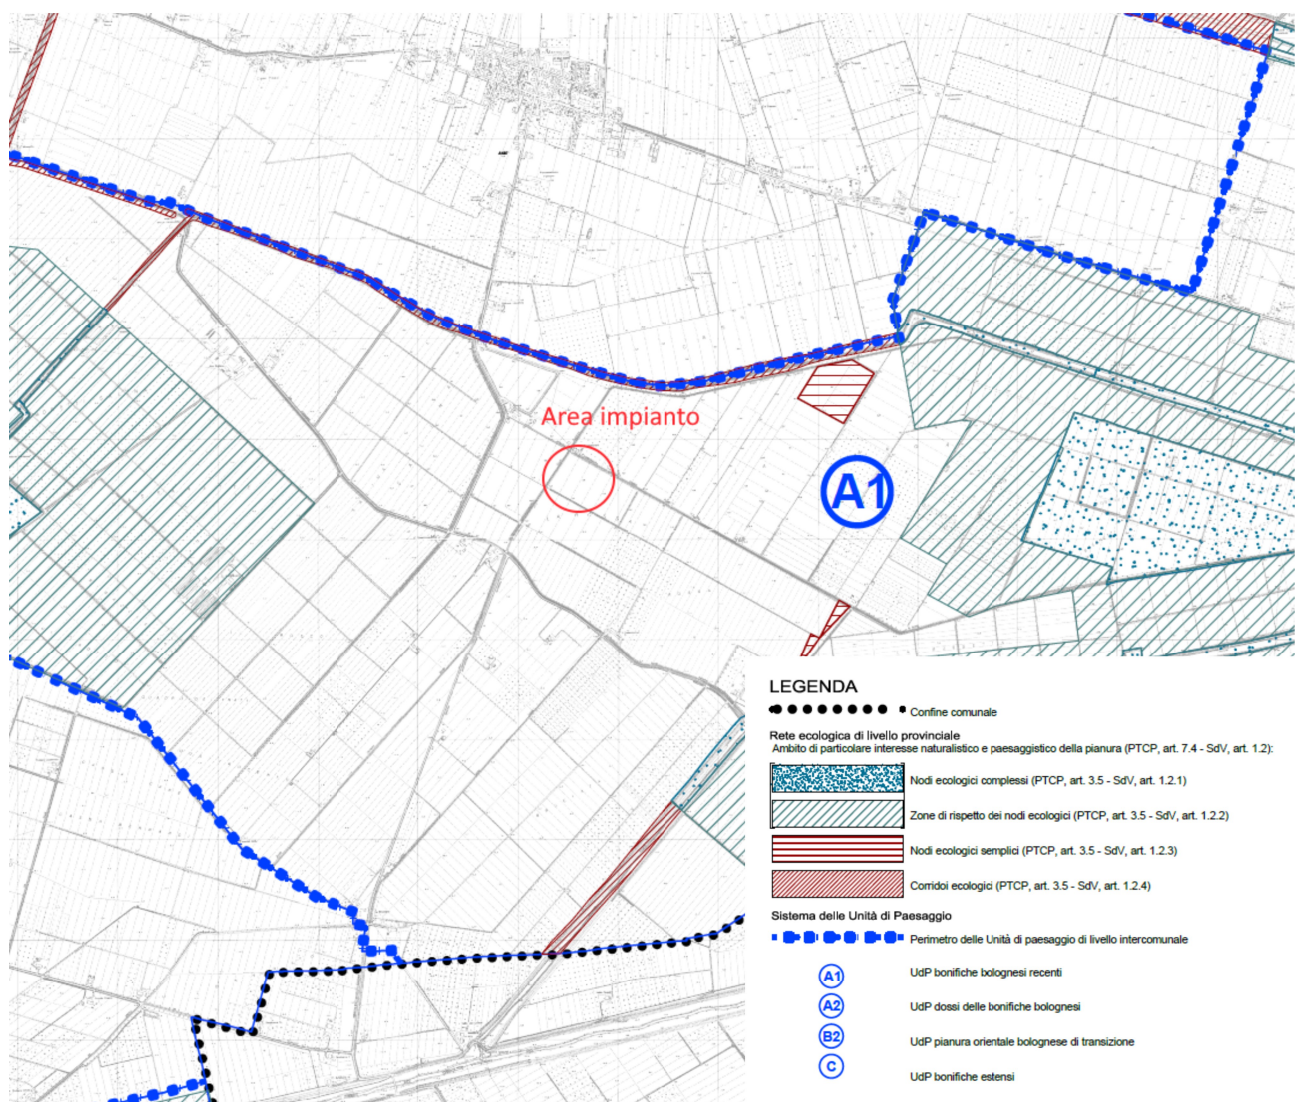 Area impianto
A1
LEGENDA
Confine comunale
Rete ecologica di livello provinciale
Ambito di particolare interesse naturalistico e paesaggistico della pianura (PTCP, art. 7.4 - SdV, art. 1.2):
Nodi ecologici complessi (PTCP, art. 3.5 - SdV, art. 1.2.1)
Zone di rispetto dei nodi ecologici (PTCP, art. 3.5 - SdV, art. 1.2.2)
Nodi ecologici semplici (PTCP, art. 3.5 - SdV, art. 1.2.3)
Corridoi ecologici (PTCP, art. 3.5 - SdV, art. 1.2.4)
Sistema delle Unità di Paesaggio
Perimetro delle Unità di paesaggio di livello intercomunale
A1 UdP bonifiche bolognesi recenti
A2 UdP dossi delle bonifiche bolognesi
B2 UdP pianura orientale bolognese di transizione
C UdP bonifiche estensi